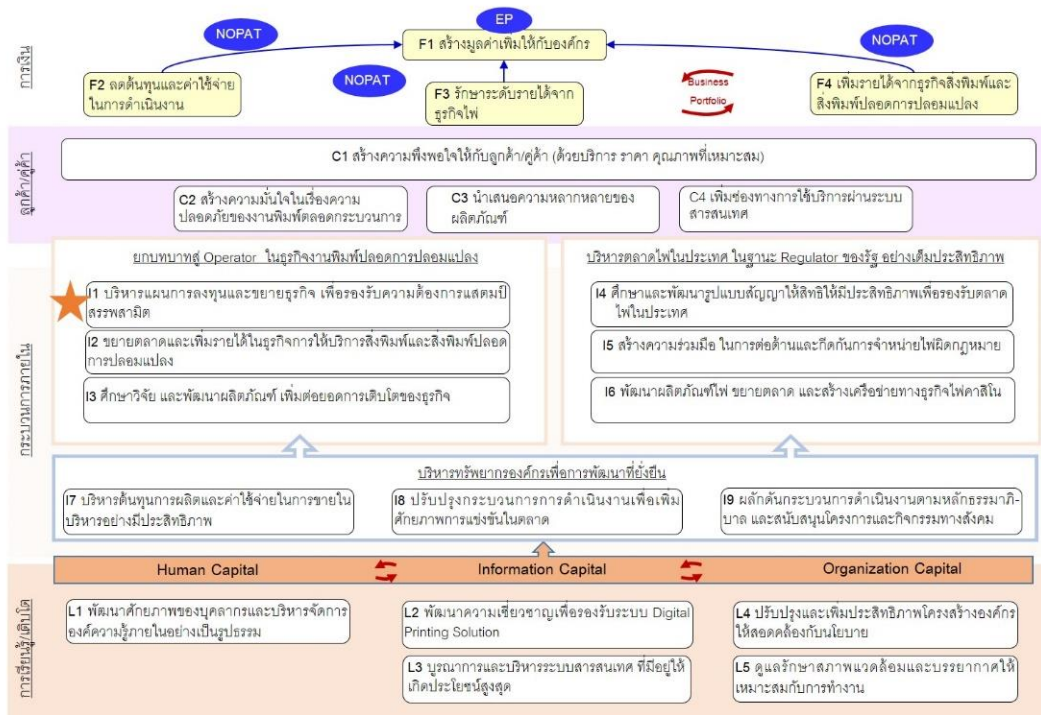 EP
NOPAT
NOPAT
NOPAT
F1 สร้างมูลค่าเพิ่มให้กับองค์กร
การเงิน
F2 ลดต้นทุนและค่าใช้จ่าย
ในการดำเนินงาน
F3 รักษาระดับรายได้จาก
ธุรกิจไพ่
Business
Portfolio
F4 เพิ่มรายได้จากธุรกิจสิ่งพิมพ์และ
สิ่งพิมพ์ปลอดการปลอมแปลง
ลูกค้า/คู่ค้า
C1 สร้างความพึงพอใจให้กับลูกค้า/คู่ค้า (ด้วยบริการ ราคา คุณภาพที่เหมาะสม)
C2 สร้างความมั่นใจในเรื่องความ
ปลอดภัยของงานพิมพ์ตลอดกระบวนการ
C3 นำเสนอความหลากหลายของ
ผลิตภัณฑ์
C4 เพิ่มช่องทางการใช้บริการผ่านระบบ
สารสนเทศ
กระบวนการภายใน
ยกบทบาทสู่ Operator ในธุรกิจงานพิมพ์ปลอดการปลอมแปลง
I1 บริหารแผนการลงทุนและขยายธุรกิจ เพื่อรองรับความต้องการแสตมป์
สรรพสามิต
I2 ขยายตลาดและเพิ่มรายได้ในธุรกิจการให้บริการสิ่งพิมพ์และสิ่งพิมพ์ปลอด
การปลอมแปลง
I3 ศึกษาวิจัย และพัฒนาผลิตภัณฑ์ เพิ่มต่อยอดการเติบโตของธุรกิจ
บริหารตลาดไพ่ในประเทศ ในฐานะ Regulator ของรัฐ อย่างเต็มประสิทธิภาพ
I4 ศึกษาและพัฒนารูปแบบสัญญาให้สิทธิให้มีประสิทธิภาพเพื่อรองรับตลาด
ไพ่ในประเทศ
I5 สร้างความร่วมมือ ในการต่อต้านและกีดกันการจำหน่ายไพ่ผิดกฎหมาย
I6 พัฒนาผลิตภัณฑ์ไพ่ ขยายตลาด และสร้างเครือข่ายทางธุรกิจไพ่คาสิโน
บริหารทรัพยากรองค์กรเพื่อการพัฒนาที่ยั่งยืน
I7 บริหารต้นทุนการผลิตและค่าใช้จ่ายในการขายใน
บริหารอย่างมีประสิทธิภาพ
I8 ปรับปรุงกระบวนการการดำเนินงานเพื่อเพิ่ม
ศักยภาพการแข่งขันในตลาด
I9 ผลักดันกระบวนการดำเนินงานตามหลักธรรมาภิ-
บาล และสนับสนุนโครงการและกิจกรรมทางสังคม
Human Capital
Information Capital
Organization Capital
การเรียนรู้/เติบโต
L1 พัฒนาศักยภาพของบุคลากรและบริหารจัดการ
องค์ความรู้ภายในอย่างเป็นรูปธรรม
L2 พัฒนาความเชี่ยวชาญเพื่อรองรับระบบ Digital
Printing Solution
L3 บูรณาการและบริหารระบบสารสนเทศ ที่มีอยู่ให้
เกิดประโยชน์สูงสุด
L4 ปรับปรุงและเพิ่มประสิทธิภาพโครงสร้างองค์กร
ให้สอดคล้องกับนโยบาย
L5 ดูแลรักษาสภาพแวดล้อมและบรรยากาศให้
เหมาะสมกับการทำงาน